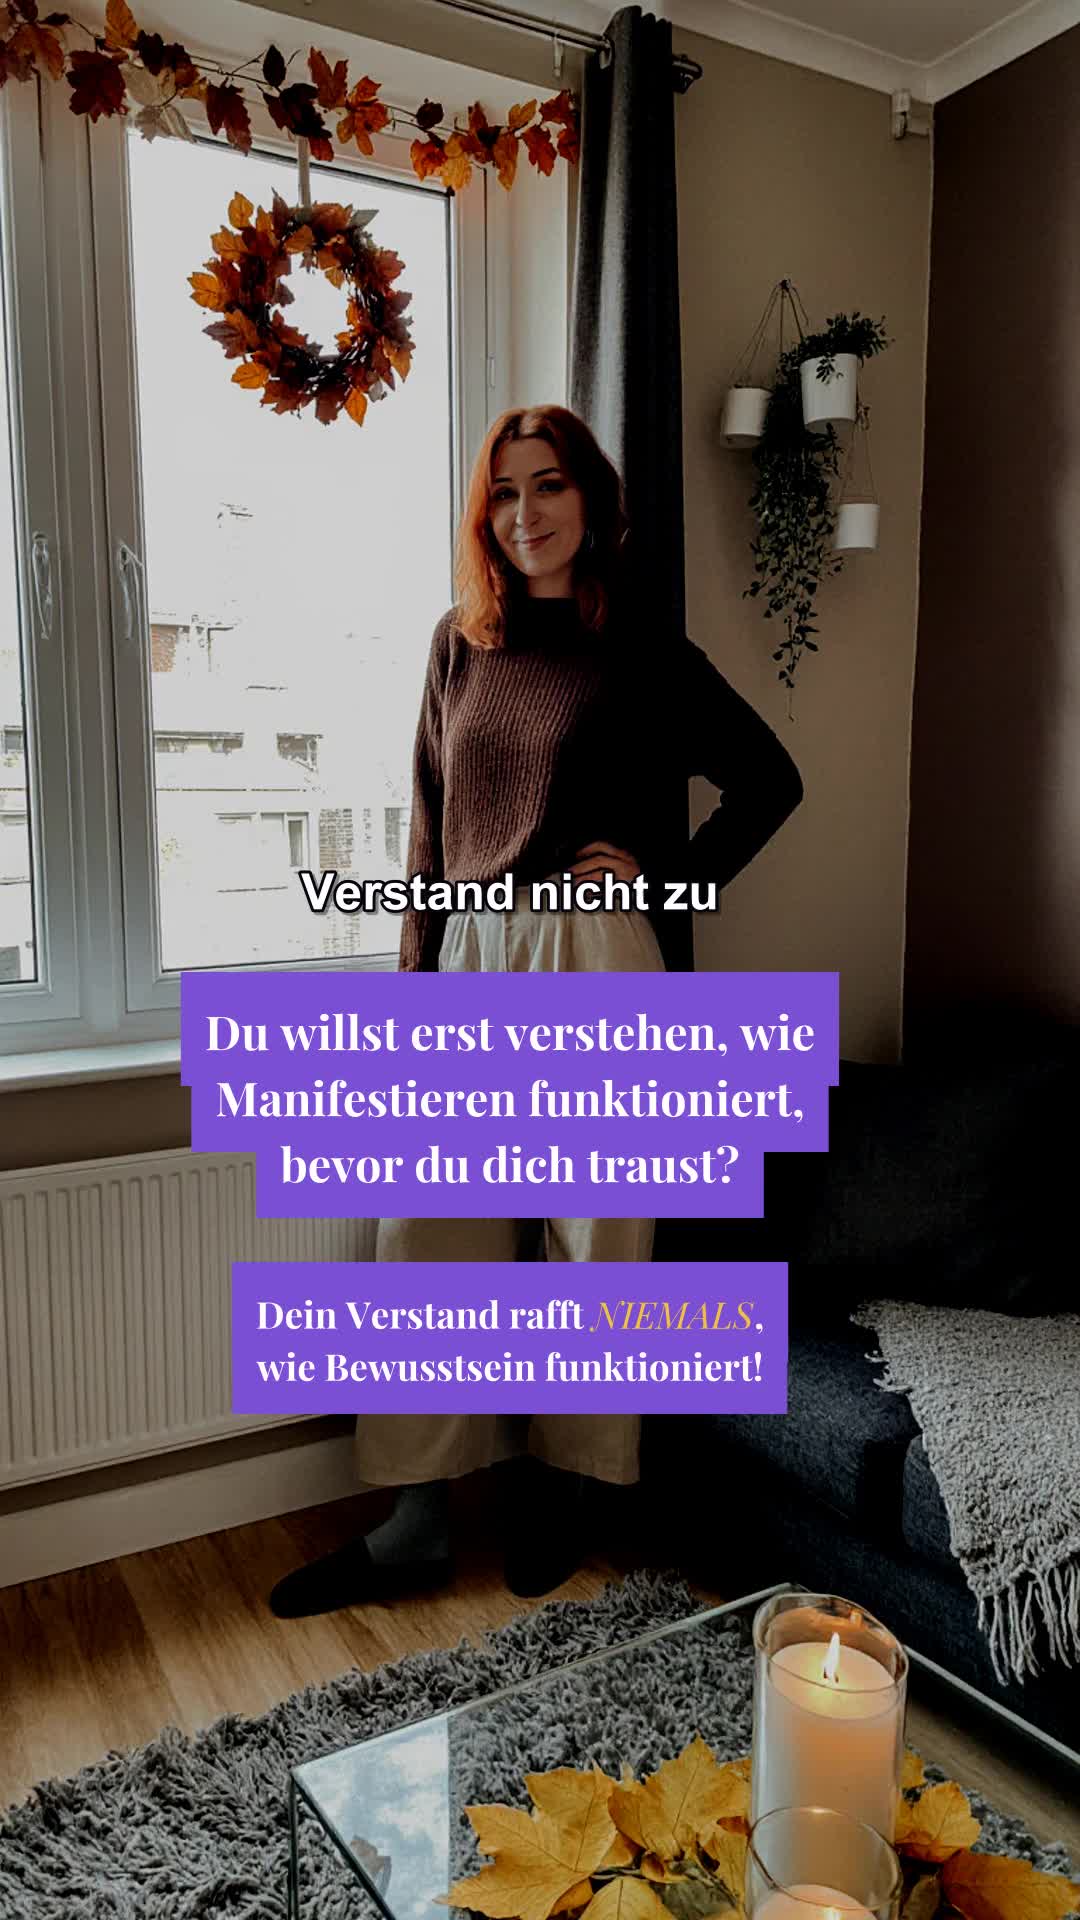 Verstand nicht zu
Du willst erst verstehen, wie
Manifestieren funktioniert,
bevor du dich traust?
Dein Verstand rafft NIEMALS,
wie Bewusstsein funktioniert!